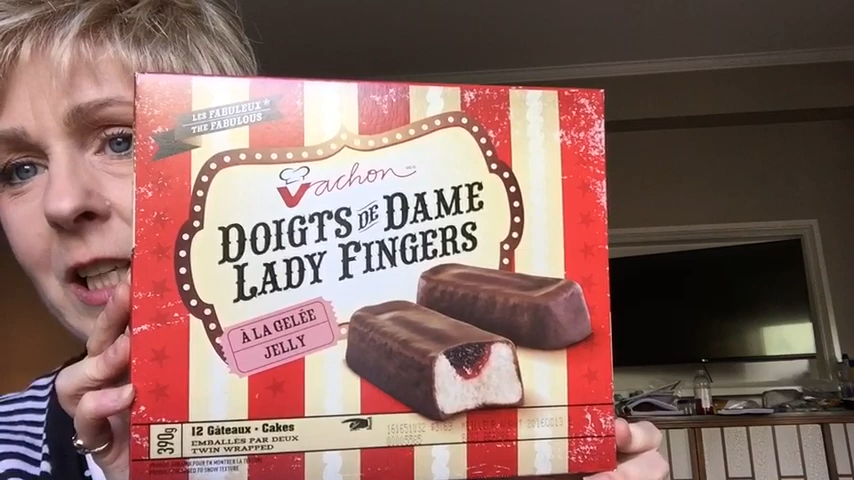 LES FABULEUX
THE FABULOUS
Vachon
DOIGTS DE DAME
LADY FINGERS
À LA GELÉE
JELLY
390g
12 Gâteaux · Cakes
EMBALLÉS PAR DEUX
TWIN WRAPPED